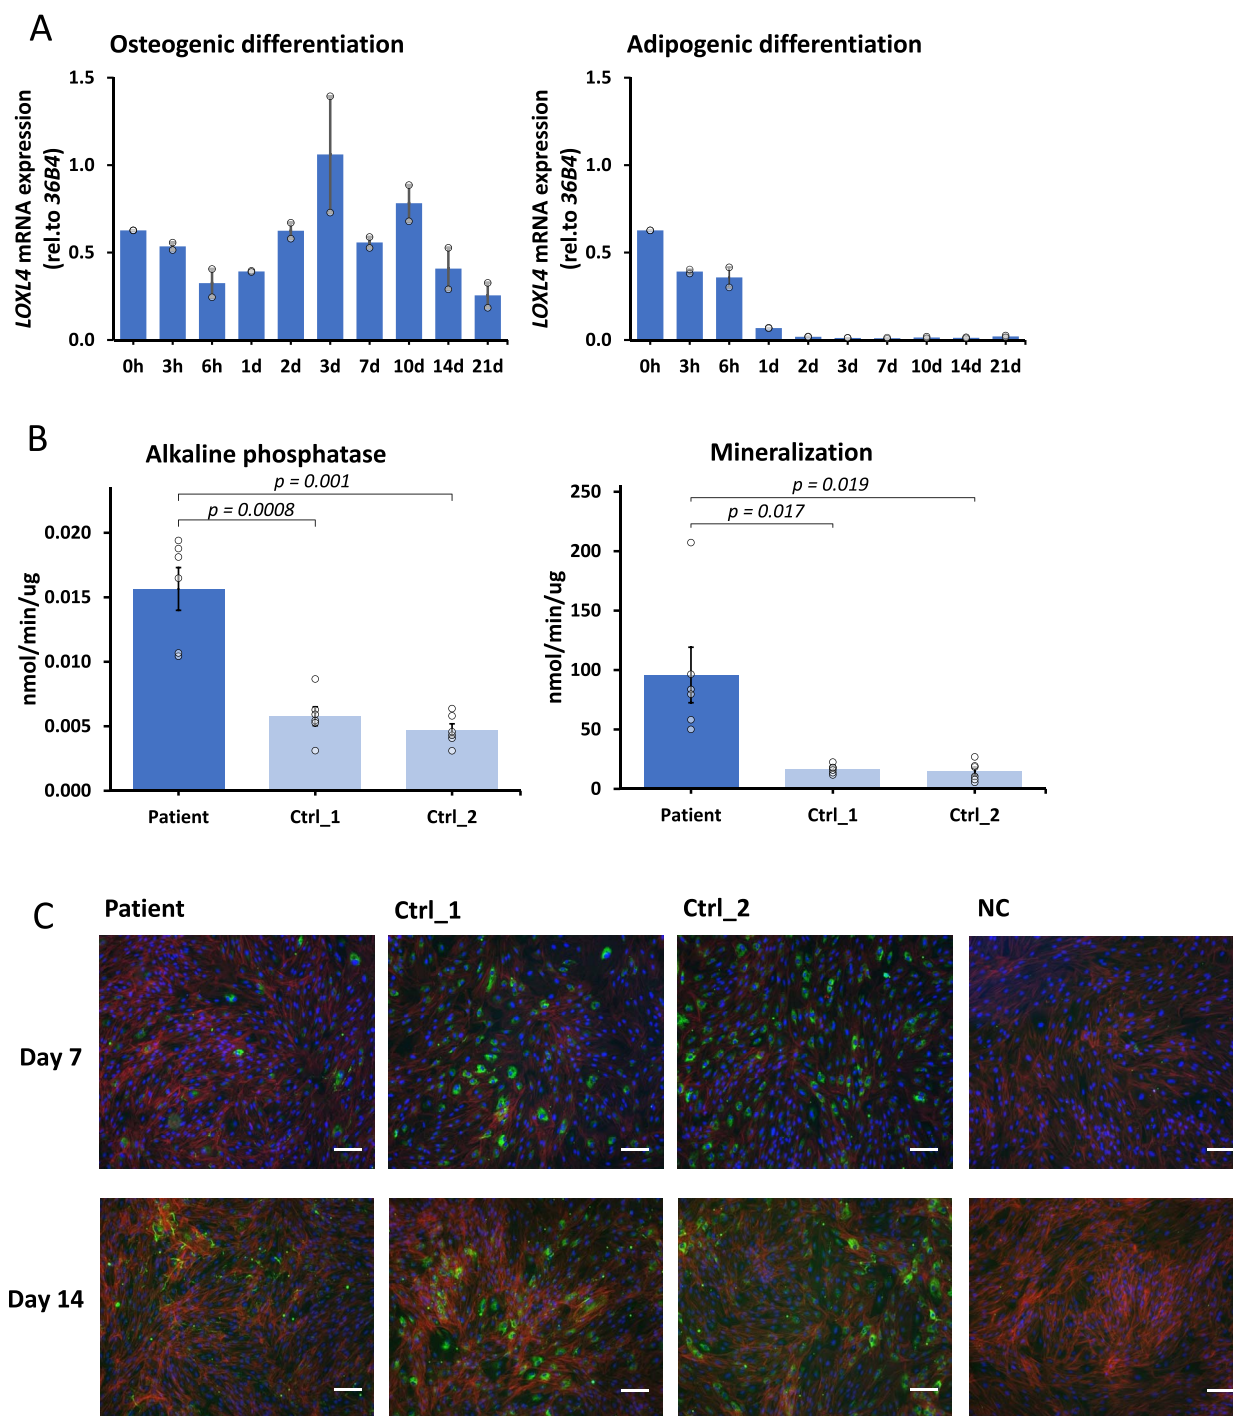 A
Osteogenic differentiation
Adipogenic differentiation
LOXL4 mRNA expression
(rel.to 36B4)
1.5
1.0
0.5
0.0
0h 3h 6h 1d 2d 3d 7d 10d 14d 21d
LOXL4 mRNA expression
(rel.to 36B4)
1.5
1.0
0.5
0.0
0h 3h 6h 1d 2d 3d 7d 10d 14d 21d
B
Alkaline phosphatase
p = 0.001
p = 0.0008
nmol/min/ug
0.020
0.015
0.010
0.005
0.000
Patient Ctrl_1 Ctrl_2
Mineralization
p = 0.019
p = 0.017
nmol/min/ug
250
200
150
100
50
0
Patient Ctrl_1 Ctrl_2
C
Patient Ctrl_1 Ctrl_2 NC
Day 7
Day 14